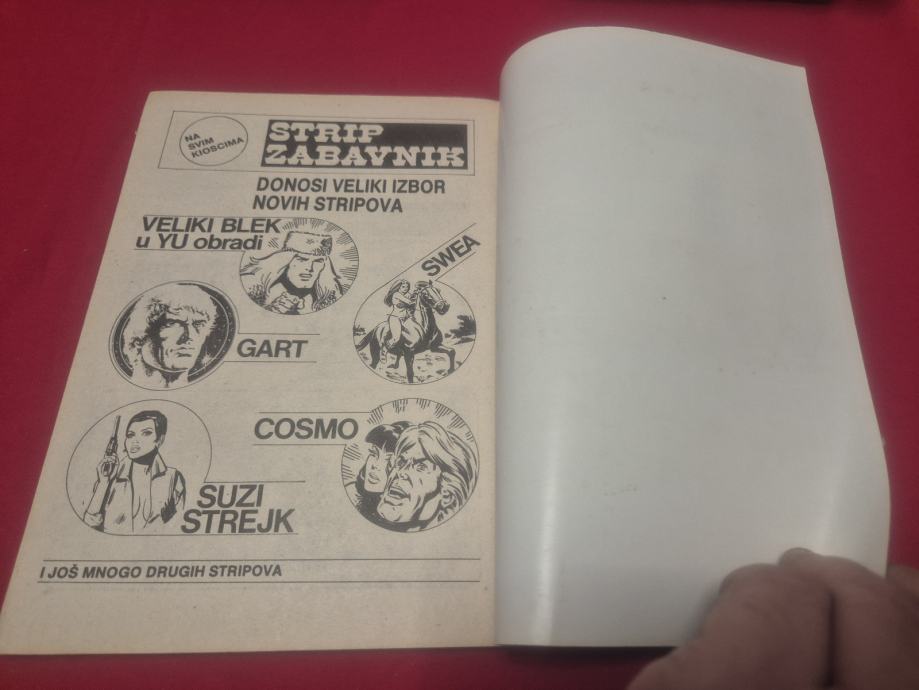 NA
SVIM
KIOSCIMA
STRIP
ZABAVNIK
DONOSI VELIKI IZBOR
NOVIH STRIPOVA
VELIKI BLEK
u YU obradi
SWEA
GART
COSMO
SUZI
STREJK
I JOŠ MNOGO DRUGIH STRIPOVA